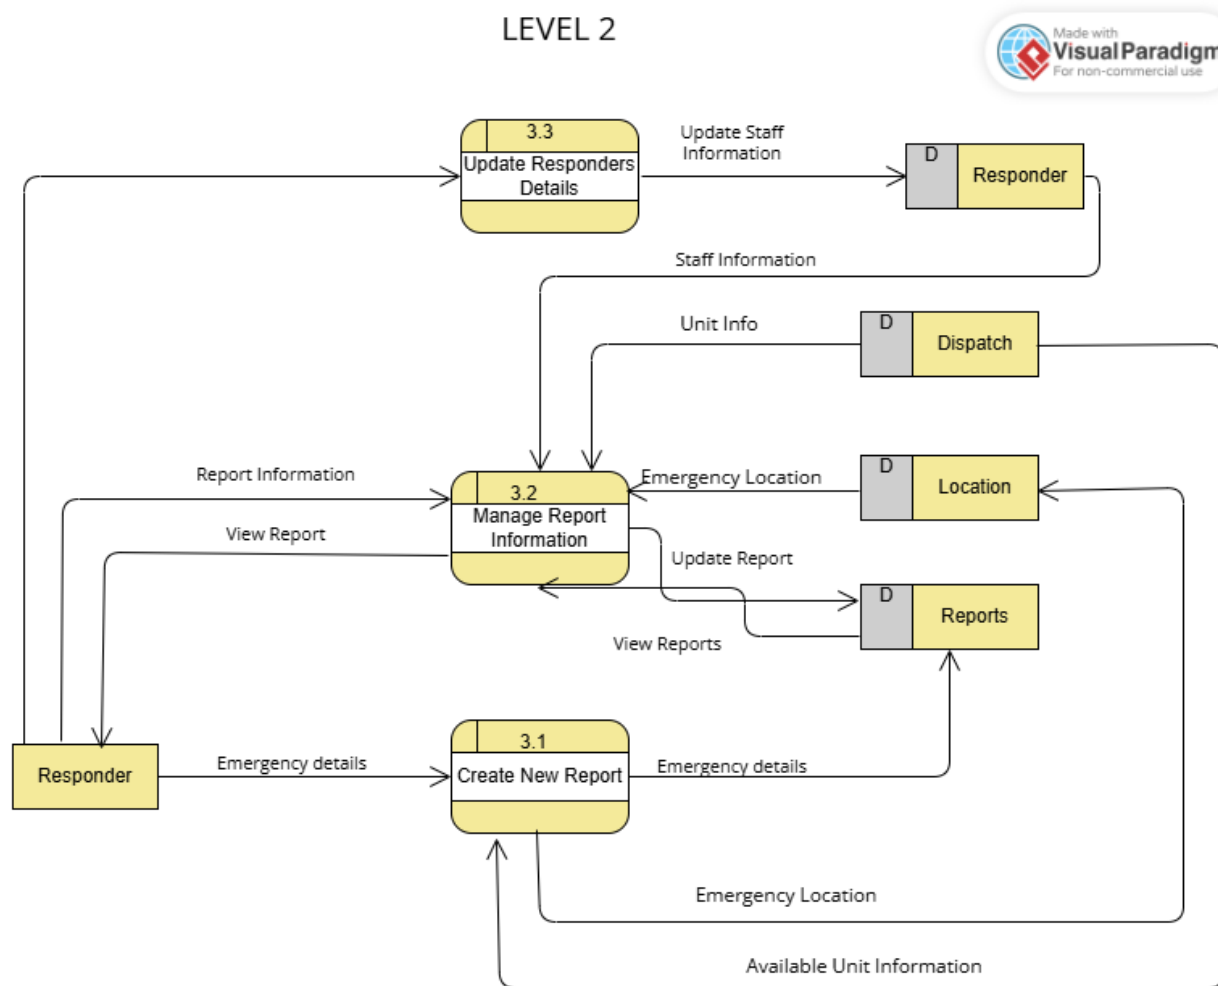 LEVEL 2
Made with
Visual Paradigm
For non-commercial use
3.3
Update Responders
Details
Update Staff
Information
D
Responder
Staff Information
Unit Info
D
Dispatch
Report Information
3.2
Manage Report
Information
Emergency Location
D
Location
View Report
Update Report
D
Reports
View Reports
Responder
Emergency details
3.1
Create New Report
Emergency details
Emergency Location
Available Unit Information